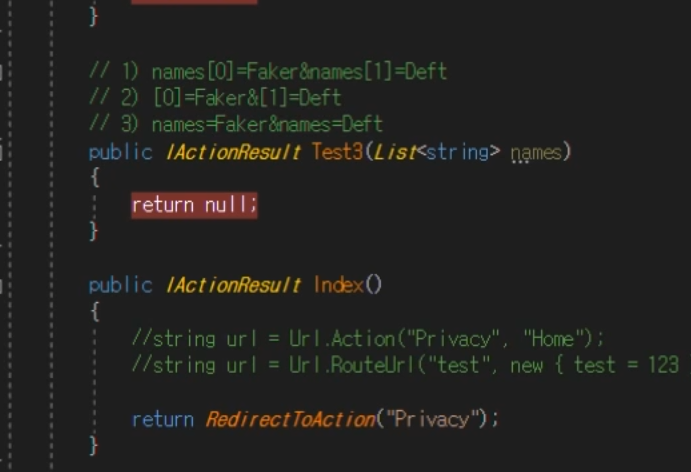 }
// 1) names[0]=Faker&names[1]=Deft
// 2) [0]=Faker&[1]=Deft
// 3) names=Faker&names=Deft
public IActionResult Test3(List<string> names)
{
return null;
}
public IActionResult Index()
{
//string url = Url.Action("Privacy", "Home");
//string url = Url.RouteUrl("test", new { test = 123
return RedirectToAction("Privacy");
}